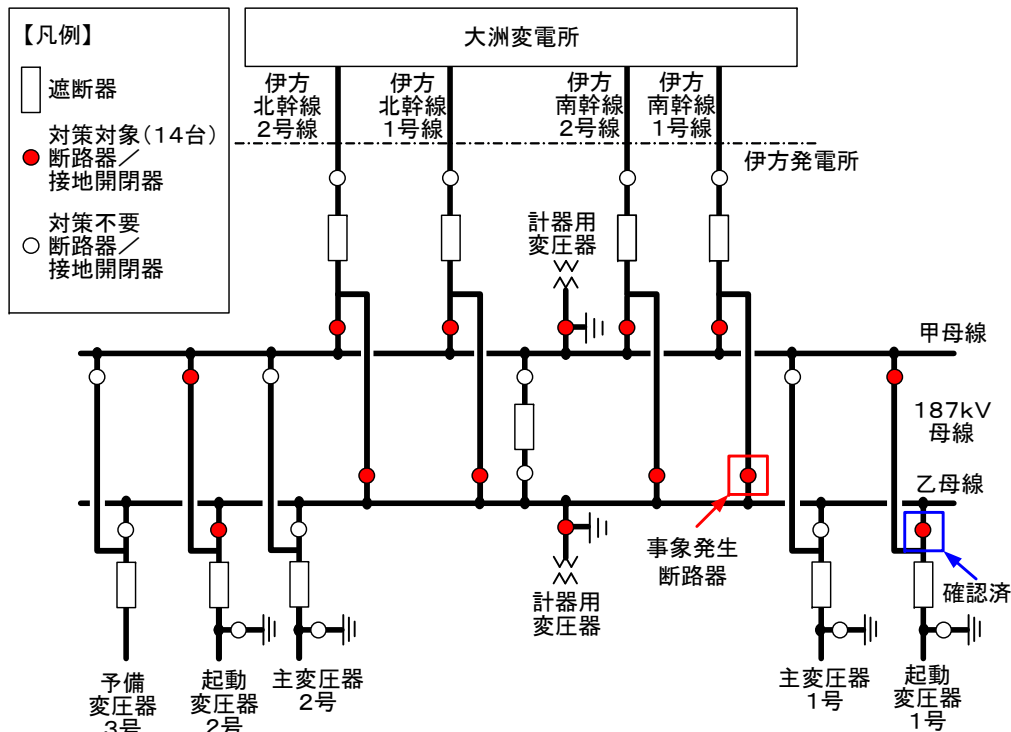 【凡例】
遮断器
対策対象(14台)
断路器/
接地開閉器
対策不要
断路器/
接地開閉器
大洲変電所
伊方
北幹線
2号線
伊方
北幹線
1号線
伊方
南幹線
2号線
伊方
南幹線
1号線
伊方発電所
計器用
変圧器
甲母線
187kV
母線
乙母線
事象発生
断路器
確認済
計器用
変圧器
予備
変圧器
3号
起動
変圧器
2号
主変圧器
2号
主変圧器
1号
起動
変圧器
1号